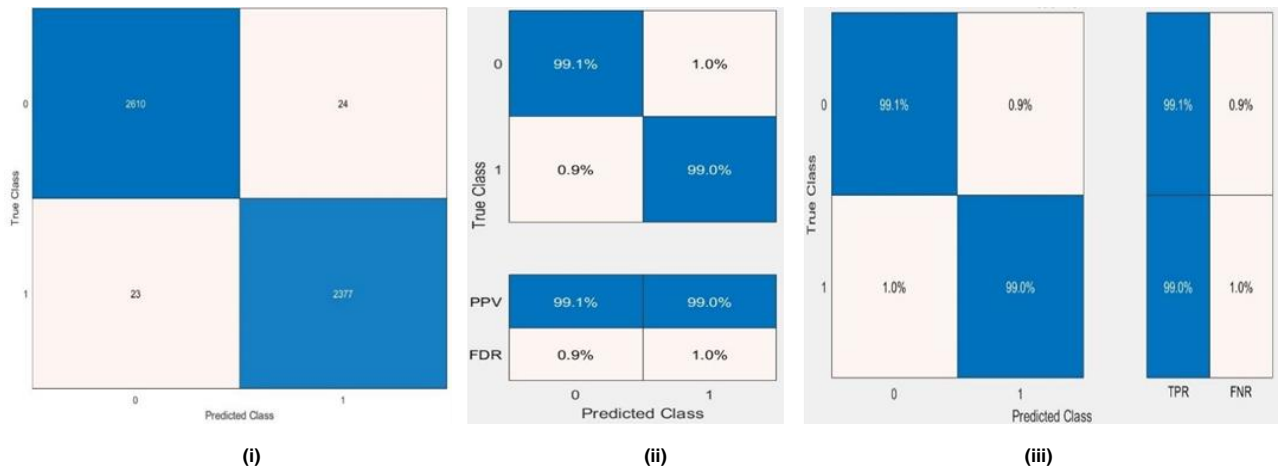 0 2610 24
1 23 2377
True Class
0 1
Predicted Class
(i)
0 99.1% 1.0%
1 0.9% 99.0%
True Class
PPV 99.1% 99.0%
FDR 0.9% 1.0%
0 1
Predicted Class
(ii)
0 99.1% 0.9% 99.1% 0.9%
1 1.0% 99.0% 99.0% 1.0%
True Class
0 1 TPR FNR
Predicted Class
(iii)